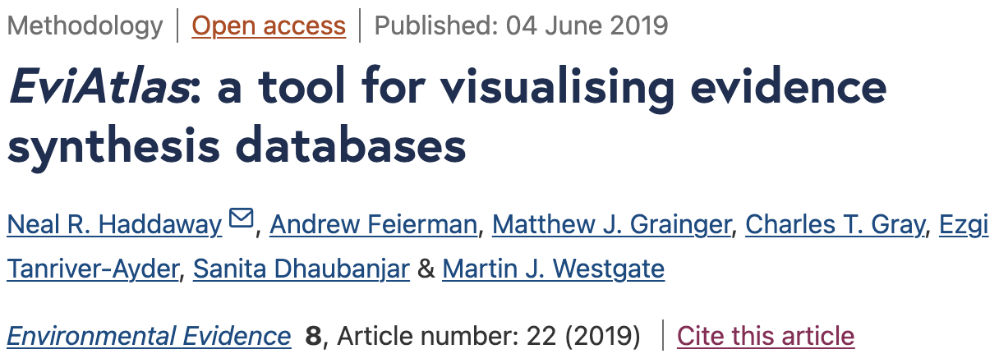 Methodology | Open access | Published: 04 June 2019
EviAtlas: a tool for visualising evidence
synthesis databases
Neal R. Haddaway, Andrew Feierman, Matthew J. Grainger, Charles T. Gray, Ezgi
Tanriver-Ayder, Sanita Dhaubanjar & Martin J. Westgate
Environmental Evidence 8, Article number: 22 (2019) | Cite this article